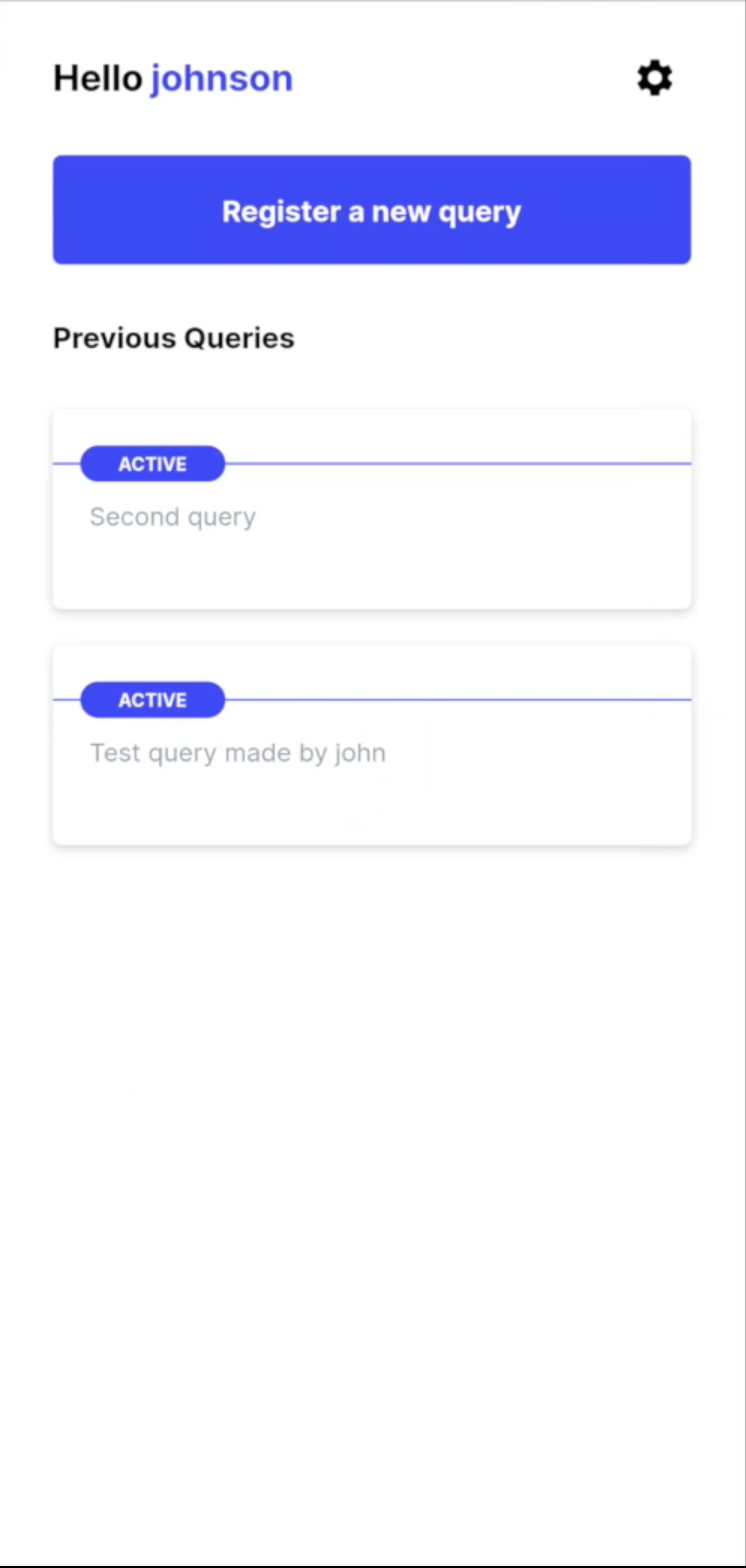 Hello johnson
Register a new query
Previous Queries
ACTIVE
Second query
ACTIVE
Test query made by john